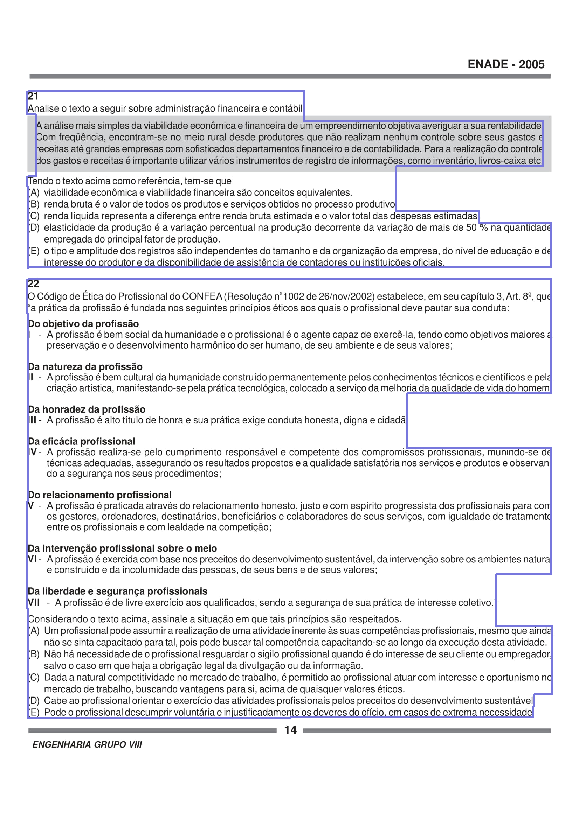 ENADE - 2005
21
Analise o texto a seguir sobre administração financeira e contábil.
A análise mais simples da viabilidade econômica e financeira de um empreendimento objetiva averiguar a sua rentabilidade.
Com freqüência, encontram-se no meio rural desde produtores que não realizam nenhum controle sobre seus gastos e
receitas até grandes empresas com sofisticados departamentos financeiro e de contabilidade. Para a realização do controle
dos gastos e receitas é importante utilizar vários instrumentos de registro de informações, como inventário, livros-caixa etc.
Tendo o texto acima como referência, tem-se que
(A) viabilidade econômica e viabilidade financeira são conceitos equivalentes.
(B) renda bruta é o valor de todos os produtos e serviços obtidos no processo produtivo.
(C) renda líquida representa a diferença entre renda bruta estimada e o valor total das despesas estimadas.
(D) elasticidade da produção é a variação percentual na produção decorrente da variação de mais de 50 % na quantidade
empregada do principal fator de produção.
(E) o tipo e amplitude dos registros são independentes do tamanho e da organização da empresa, do nível de educação e de
interesse do produtor e da disponibilidade de assistência de contadores ou instituições oficiais.
22
O Código de Ética do Profissional do CONFEA (Resolução nº 1002 de 26/nov/2002) estabelece, em seu capítulo 3, Art. 8º, que
"a prática da profissão é fundada nos seguintes princípios éticos aos quais o profissional deve pautar sua conduta:
Do objetivo da profissão
I - A profissão é bem social da humanidade e o profissional é o agente capaz de exercê-la, tendo como objetivos maiores a
preservação e o desenvolvimento harmônico do ser humano, de seu ambiente e de seus valores;
Da natureza da profissão
II - A profissão é bem cultural da humanidade construído permanentemente pelos conhecimentos técnicos e científicos e pela
criação artística, manifestando-se pela prática tecnológica, colocado a serviço da melhoria da qualidade de vida do homem;
Da honradez da profissão
III - A profissão é alto título de honra e sua prática exige conduta honesta, digna e cidadã;
Da eficácia profissional
IV - A profissão realiza-se pelo cumprimento responsável e competente dos compromissos profissionais, munindo-se de
técnicas adequadas, assegurando os resultados propostos e a qualidade satisfatória nos serviços e produtos e observan-
do a segurança nos seus procedimentos;
Do relacionamento profissional
V - A profissão é praticada através do relacionamento honesto, justo e com espírito progressista dos profissionais para com
os gestores, ordenadores, destinatários, beneficiários e colaboradores de seus serviços, com igualdade de tratamento
entre os profissionais e com lealdade na competição;
Da intervenção profissional sobre o meio
VI - A profissão é exercida com base nos preceitos do desenvolvimento sustentável, da intervenção sobre os ambientes natural
e construído e da incolumidade das pessoas, de seus bens e de seus valores;
Da liberdade e segurança profissionais
VII - A profissão é de livre exercício aos qualificados, sendo a segurança de sua prática de interesse coletivo.
Considerando o texto acima, assinale a situação em que tais princípios são respeitados.
(A) Um profissional pode assumir a realização de uma atividade inerente às suas competências profissionais, mesmo que ainda
não se sinta capacitado para tal, pois pode buscar tal competência capacitando-se ao longo da execução desta atividade.
(B) Não há necessidade de o profissional resguardar o sigilo profissional quando é do interesse de seu cliente ou empregador,
salvo o caso em que haja a obrigação legal da divulgação ou da informação.
(C) Dada a natural competitividade no mercado de trabalho, é permitido ao profissional atuar com interesse e oportunismo no
mercado de trabalho, buscando vantagens para si, acima de quaisquer valores éticos.
(D) Cabe ao profissional orientar o exercício das atividades profissionais pelos preceitos do desenvolvimento sustentável.
(E) Pode o profissional descumprir voluntária e injustificadamente os deveres do ofício, em casos de extrema necessidade.
14
ENGENHARIA GRUPO VIII